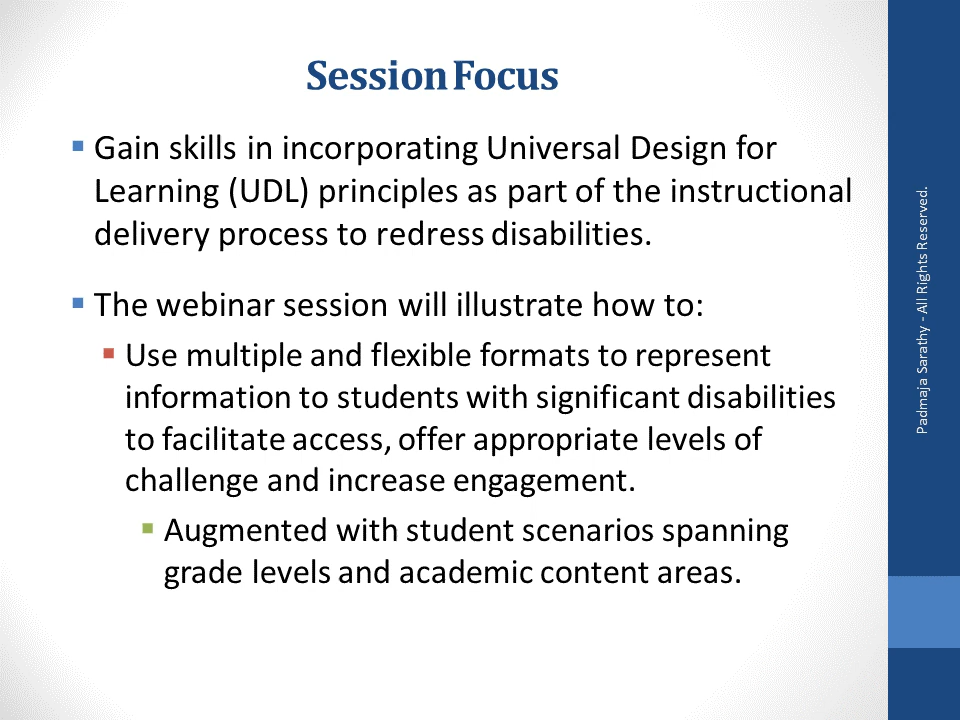 Session Focus
Gain skills in incorporating Universal Design for
Learning (UDL) principles as part of the instructional
delivery process to redress disabilities.
The webinar session will illustrate how to:
Use multiple and flexible formats to represent
information to students with significant disabilities
to facilitate access, offer appropriate levels of
challenge and increase engagement.
Augmented with student scenarios spanning
grade levels and academic content areas.
Padmaja Sarathy - All Rights Reserved.